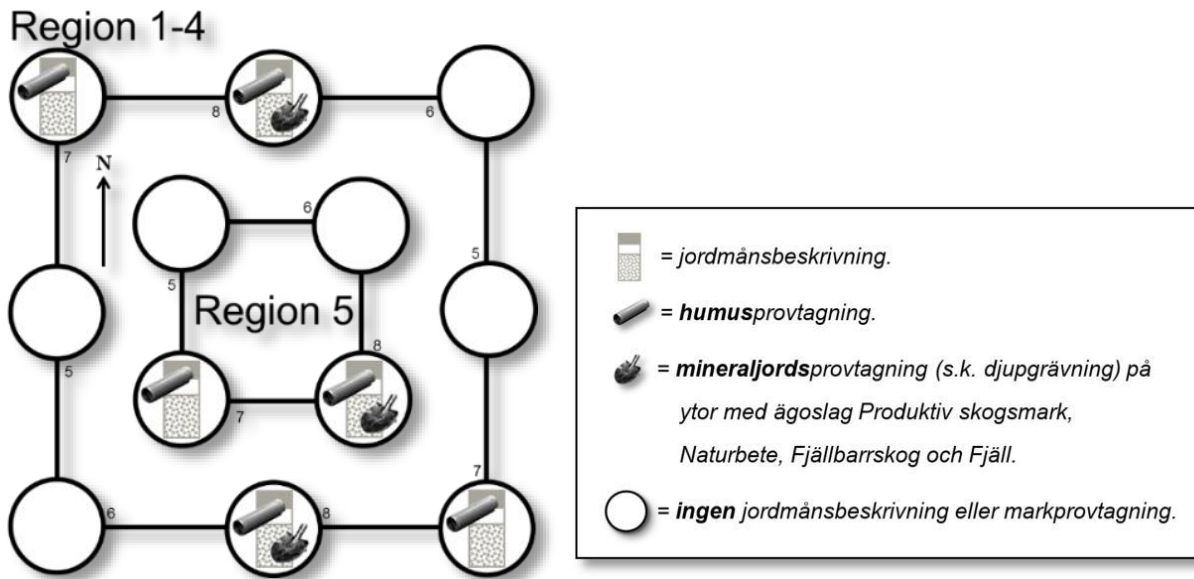 Region 1-4
8
6
7
N
6
5
5
Region 5
8
5
7
7
6
8
= jordmånsbeskrivning.
= humusprovtagning.
= mineraljordsprovtagning (s.k. djupgrävning) på
ytor med ägoslag Produktiv skogsmark,
Naturbete, Fjällbarrskog och Fjäll.
= ingen jordmånsbeskrivning eller markprovtagning.